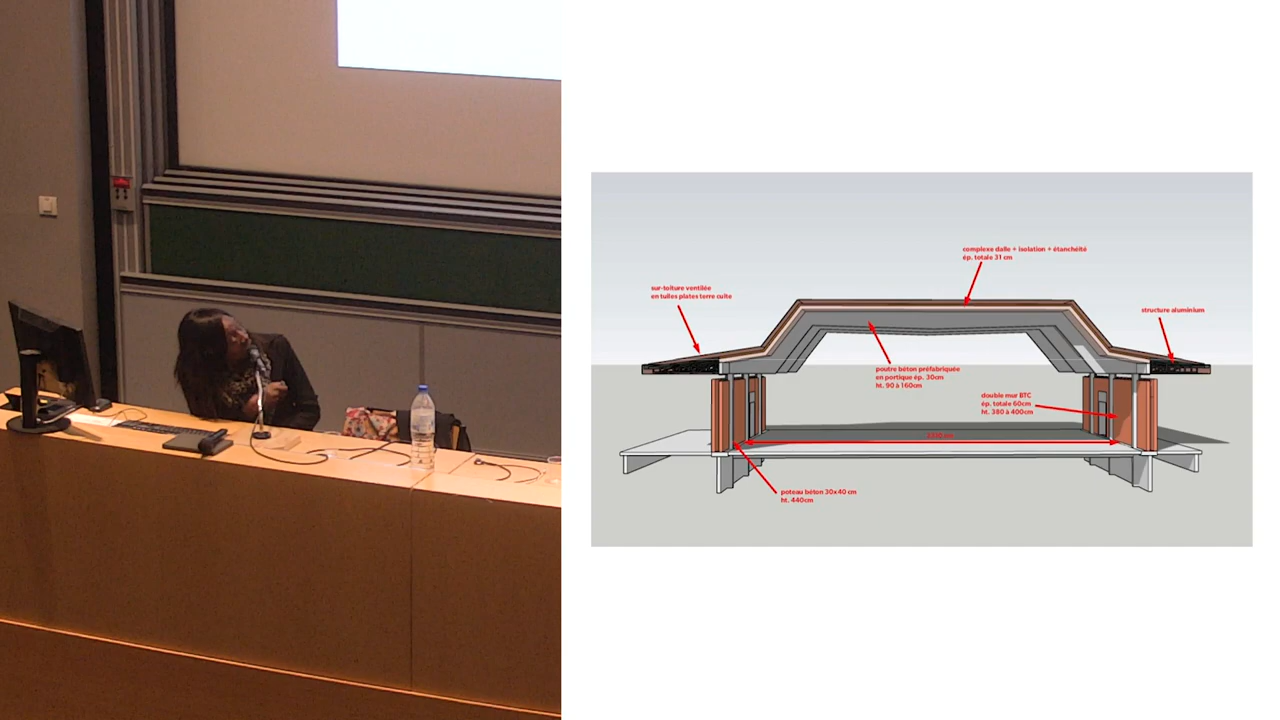 complexe dalle + isolation + étanchéité
ép. totale 31 cm
sur-toiture ventilée
en tuiles plates terre cuite
structure aluminium
poutre béton préfabriquée
en portique ép. 30cm
ht. 90 à 160cm
double mur BTC
ép. totale 60cm
ht. 380 à 400cm
poteau béton 30x40 cm
ht. 440cm